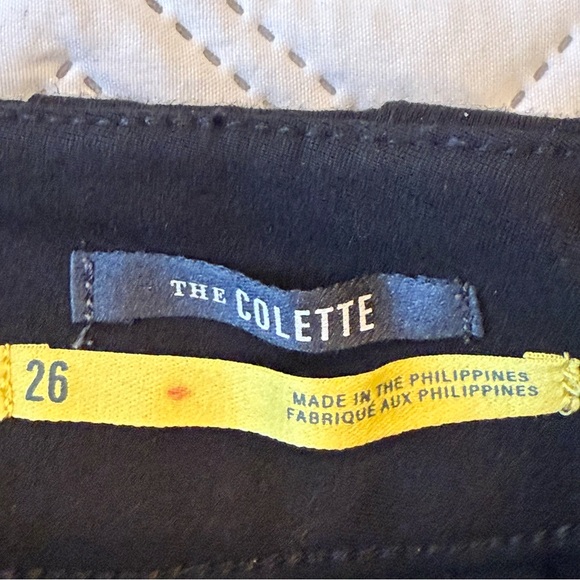 THE COLETTE
26
MADE IN THE PHILIPPINES
FABRIQUÉ AUX PHILIPPINES